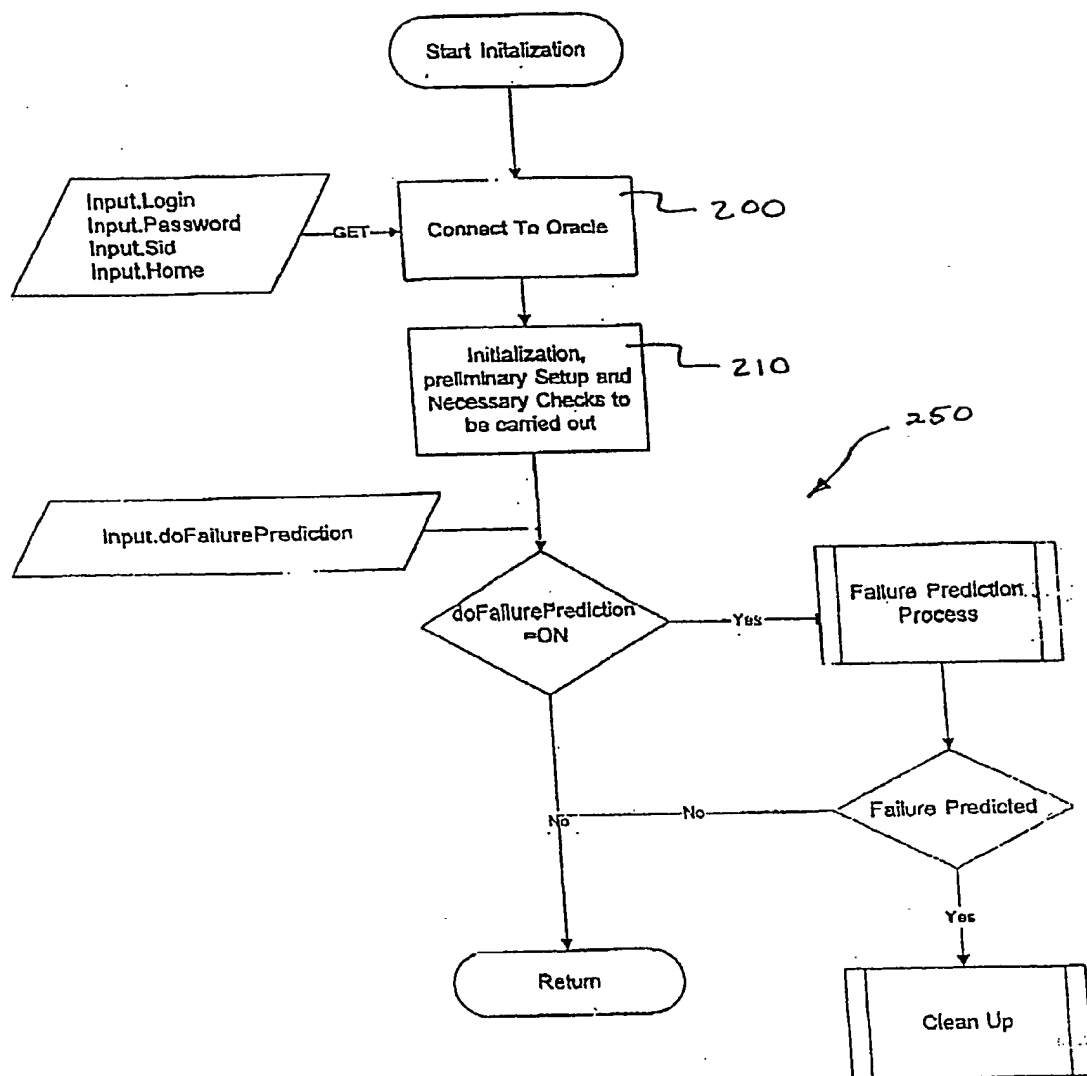 Start Initalization
Input.Login
Input.Password
Input.Sid
Input.Home
GET
Connect To Oracle
200
Initialization,
preliminary Setup and
Necessary Checks to
be carried out
210
250
Input.doFailurePrediction
doFailurePrediction
=ON
Yes
Failure Prediction
Process
No
No
Failure Predicted
Yes
Return
Clean Up